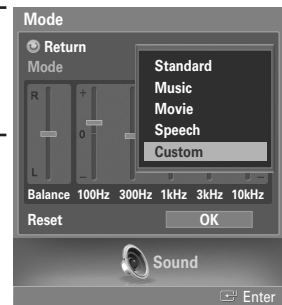 Mode
Return
Mode
Standard
Music
Movie
Speech
Custom
R
+
0
L
–
–
Balance 100Hz 300Hz 1kHz 3kHz 10kHz
Reset OK
Sound
Enter